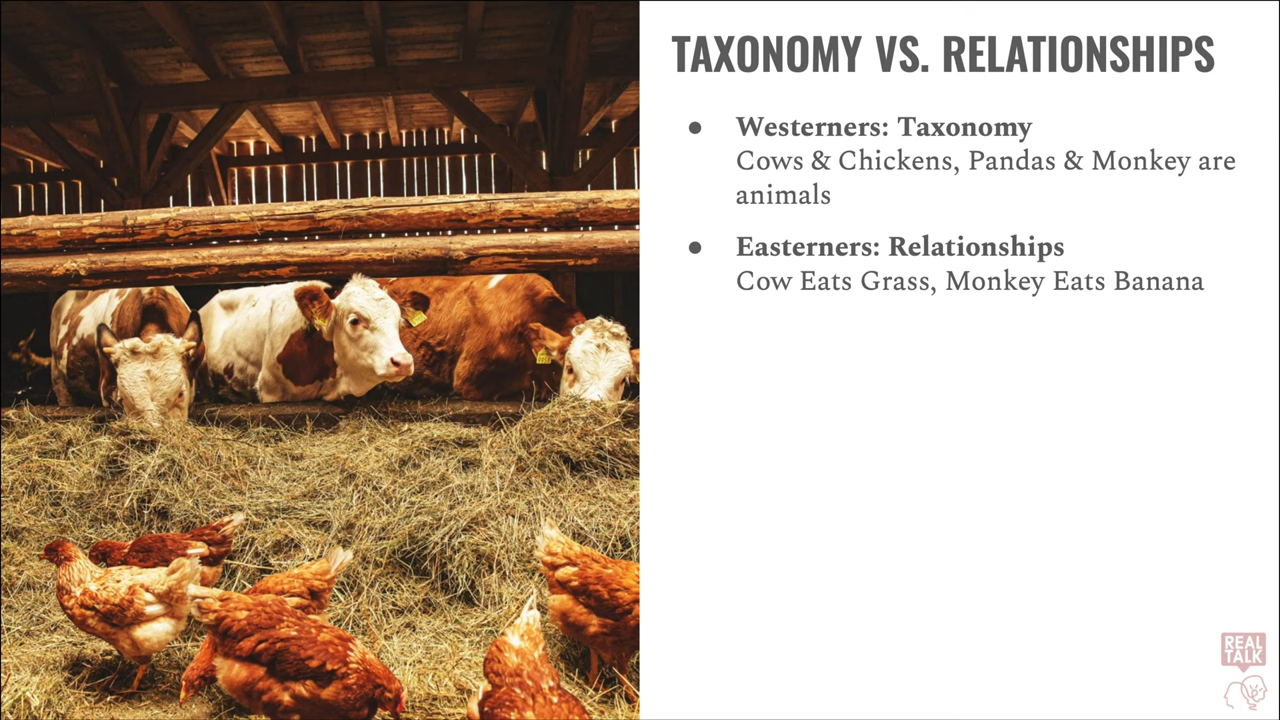 TAXONOMY VS. RELATIONSHIPS
● Westerners: Taxonomy
Cows & Chickens, Pandas & Monkey are
animals
● Easterners: Relationships
Cow Eats Grass, Monkey Eats Banana
REAL
TALK